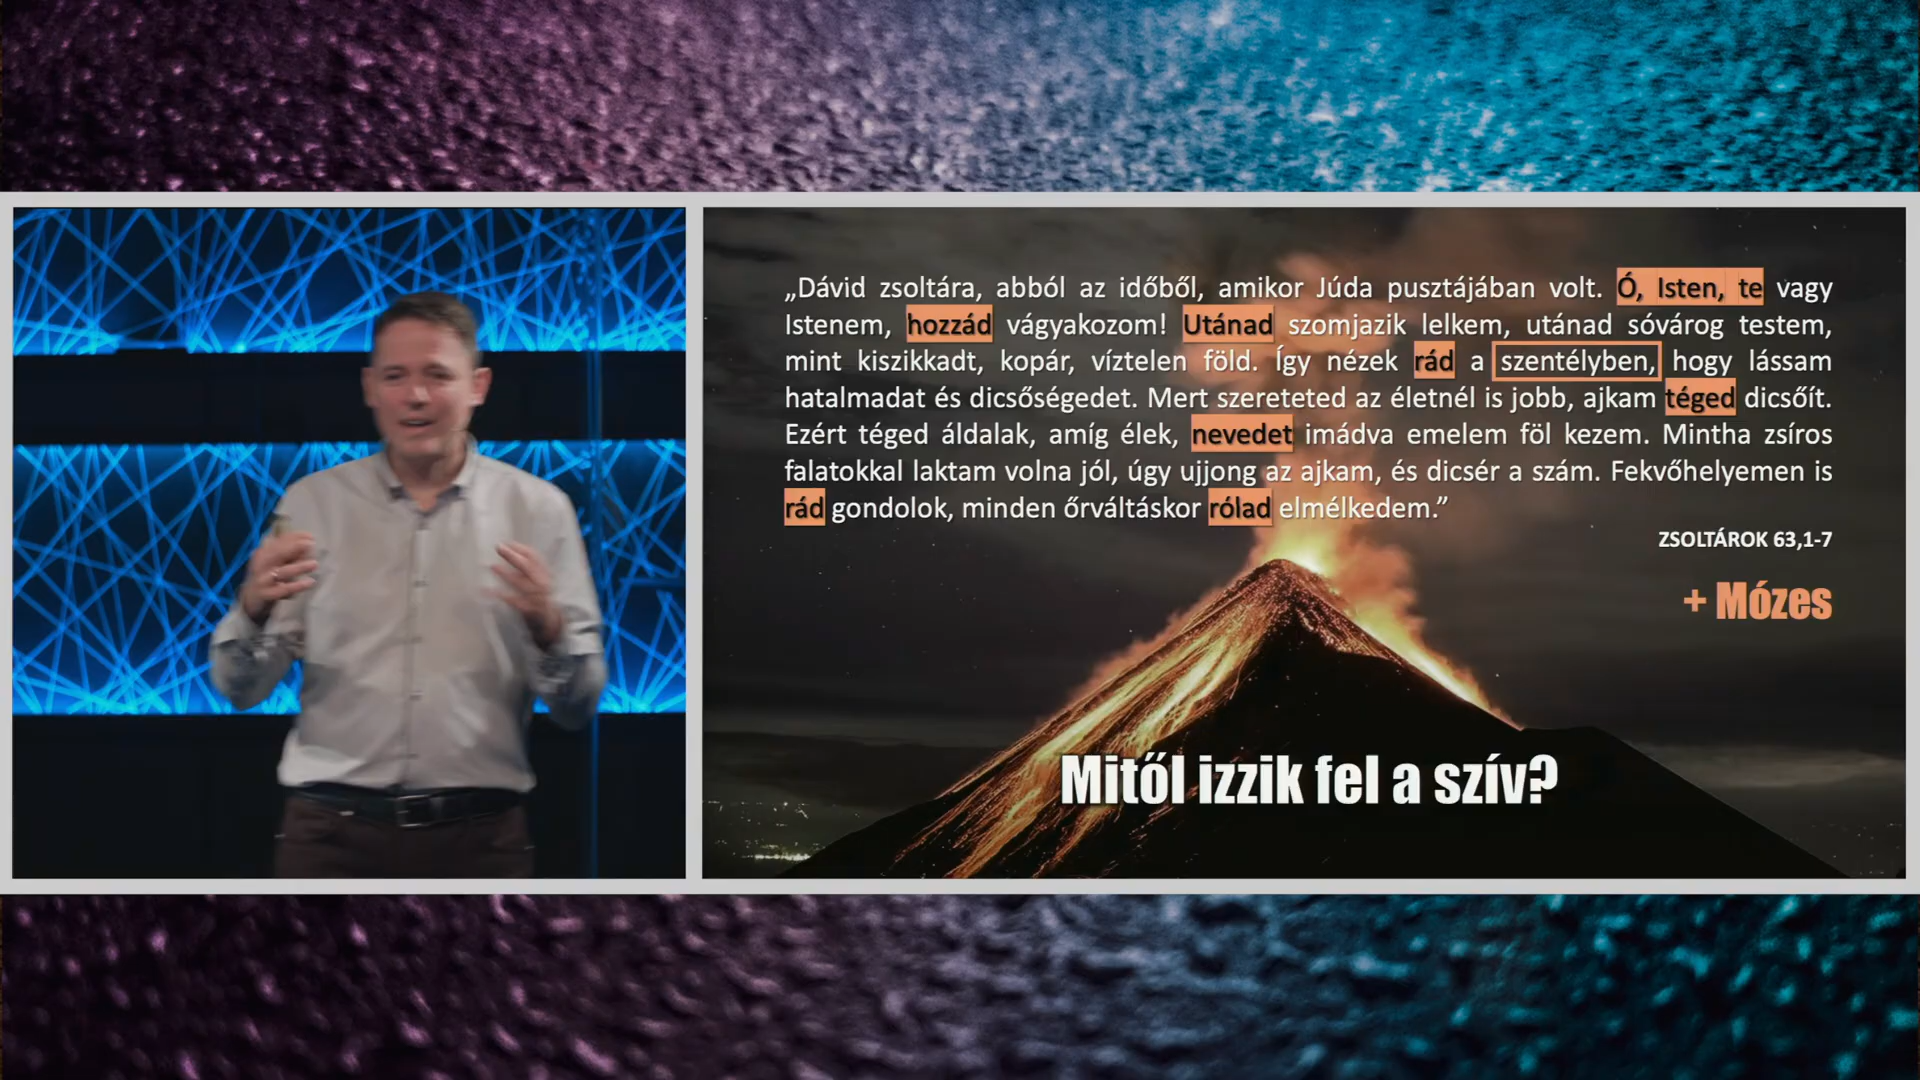 „Dávid zsoltára, abból az időből, amikor Júda pusztájában volt. Ó, Isten, te vagy
Istenem, hozzád vágyakozom! Utánad szomjazik lelkem, utánad sóvárog testem,
mint kiszikkadt, kopár, víztelen föld. Így nézek rád a szentélyben, hogy lássam
hatalmadat és dicsőségedet. Mert szereteted az életnél is jobb, ajkam téged dicsőít.
Ezért téged áldalak, amíg élek, nevedet imádva emelem föl kezem. Mintha zsíros
falatokkal laktam volna jól, úgy ujjong az ajkam, és dicsér a szám. Fekvőhelyemen is
rád gondolok, minden őrváltáskor rólad elmélkedem.”
ZSOLTÁROK 63,1-7
+ Mózes
Mitől izzik fel a szív?